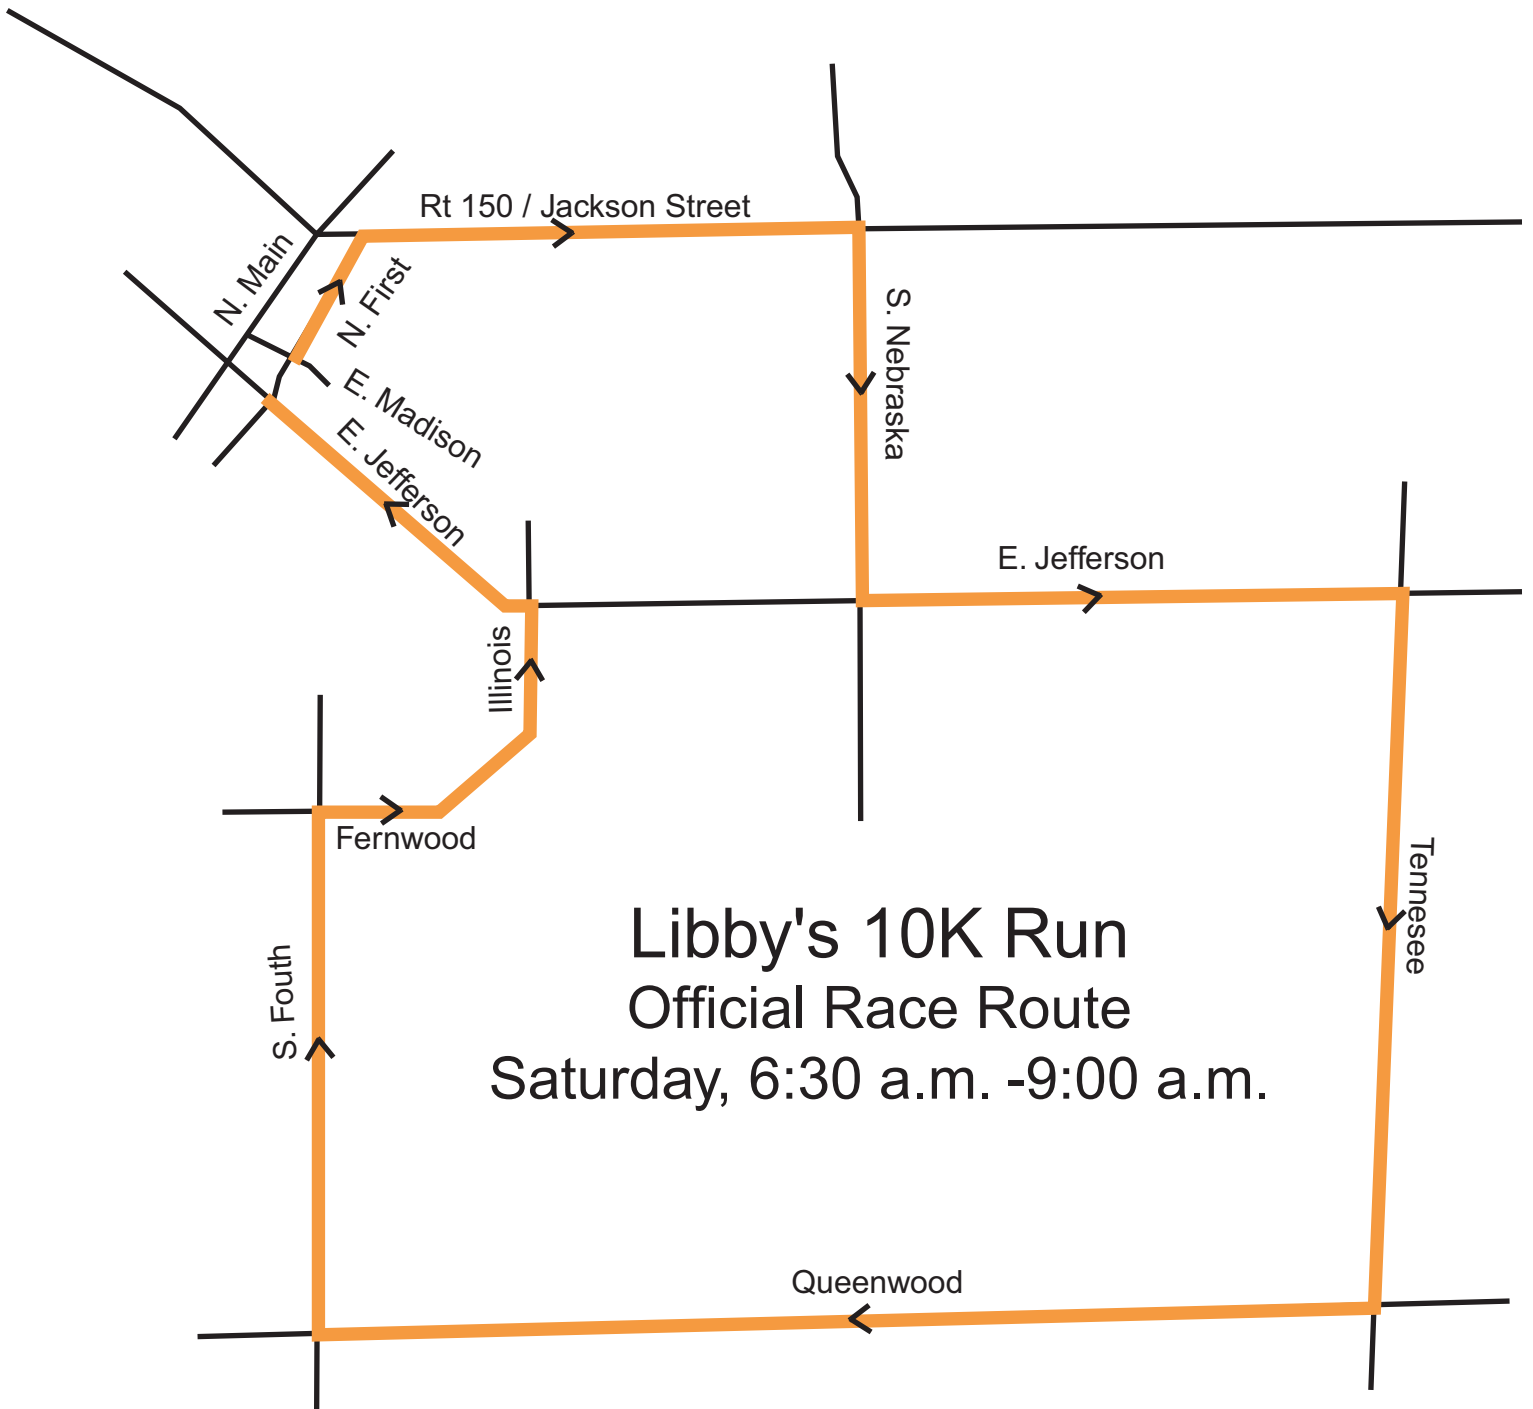 Rt 150 / Jackson Street
N. Main
N. First
S. Nebraska
E. Madison
E. Jefferson
E. Jefferson
Illinois
Fernwood
Tennesee
Libby's 10K Run
Official Race Route
Saturday, 6:30 a.m. -9:00 a.m.
S. Fouth
Queenwood